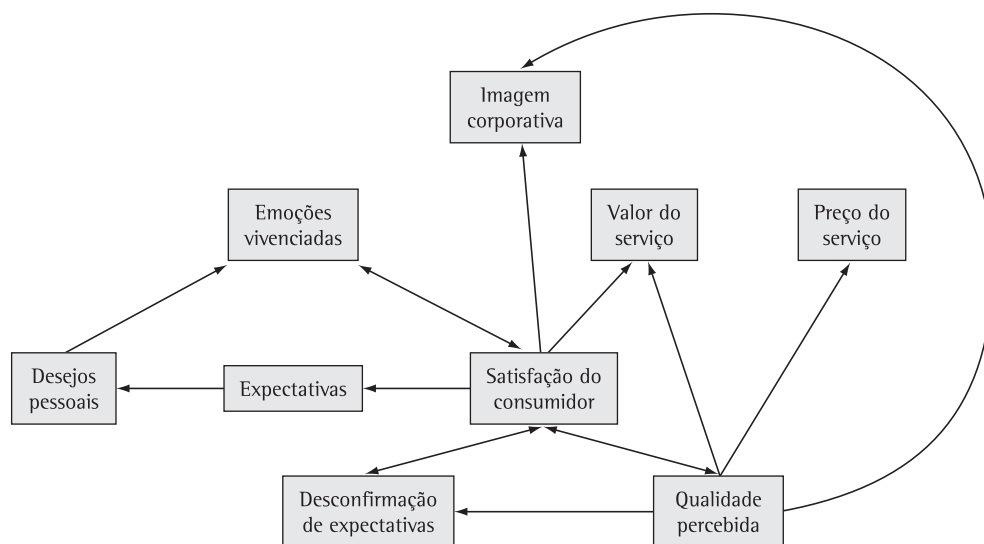 Imagem
corporativa
Emoções
vivenciadas
Valor do
serviço
Preço do
serviço
Desejos
pessoais
Expectativas
Satisfação do
consumidor
Desconfirmação
de expectativas
Qualidade
percebida